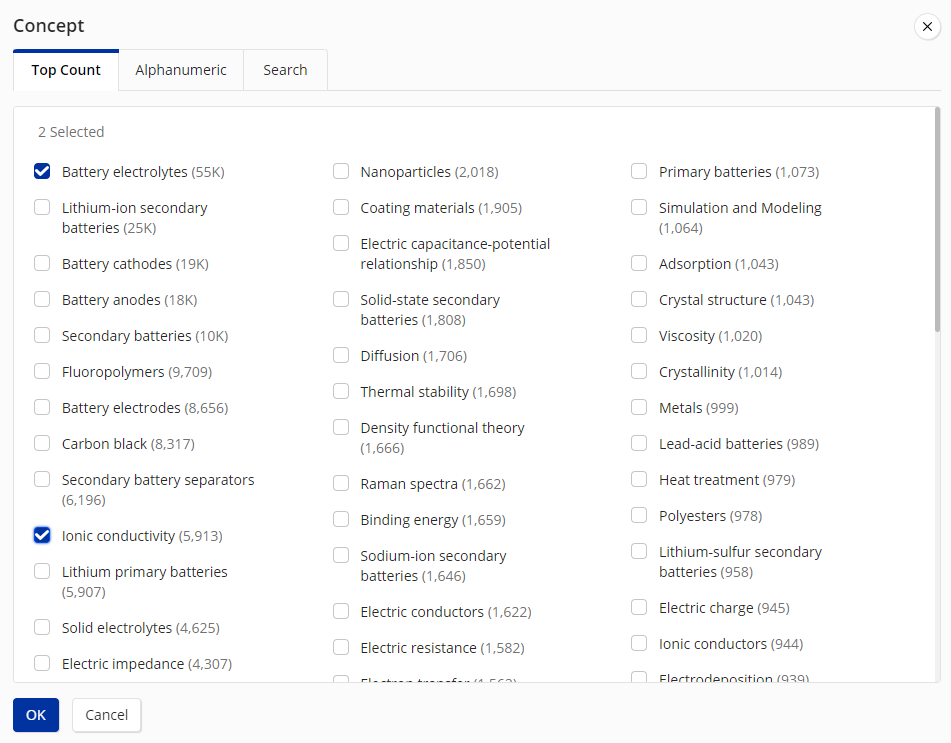 Concept
Top Count
Alphanumeric
Search
2 Selected
Battery electrolytes (55K)
Lithium-ion secondary
batteries (25K)
Battery cathodes (19K)
Battery anodes (18K)
Secondary batteries (10K)
Fluoropolymers (9,709)
Battery electrodes (8,656)
Carbon black (8,317)
Secondary battery separators
(6,196)
Ionic conductivity (5,913)
Lithium primary batteries
(5,907)
Solid electrolytes (4,625)
Electric impedance (4,307)
Nanoparticles (2,018)
Coating materials (1,905)
Electric capacitance-potential
relationship (1,850)
Solid-state secondary
batteries (1,808)
Diffusion (1,706)
Thermal stability (1,698)
Density functional theory
(1,666)
Raman spectra (1,662)
Binding energy (1,659)
Sodium-ion secondary
batteries (1,646)
Electric conductors (1,622)
Electric resistance (1,582)
Electron transfer (1,562)
Primary batteries (1,073)
Simulation and Modeling
(1,064)
Adsorption (1,043)
Crystal structure (1,043)
Viscosity (1,020)
Crystallinity (1,014)
Metals (999)
Lead-acid batteries (989)
Heat treatment (979)
Polyesters (978)
Lithium-sulfur secondary
batteries (958)
Electric charge (945)
Ionic conductors (944)
Electrodeposition (939)
OK
Cancel